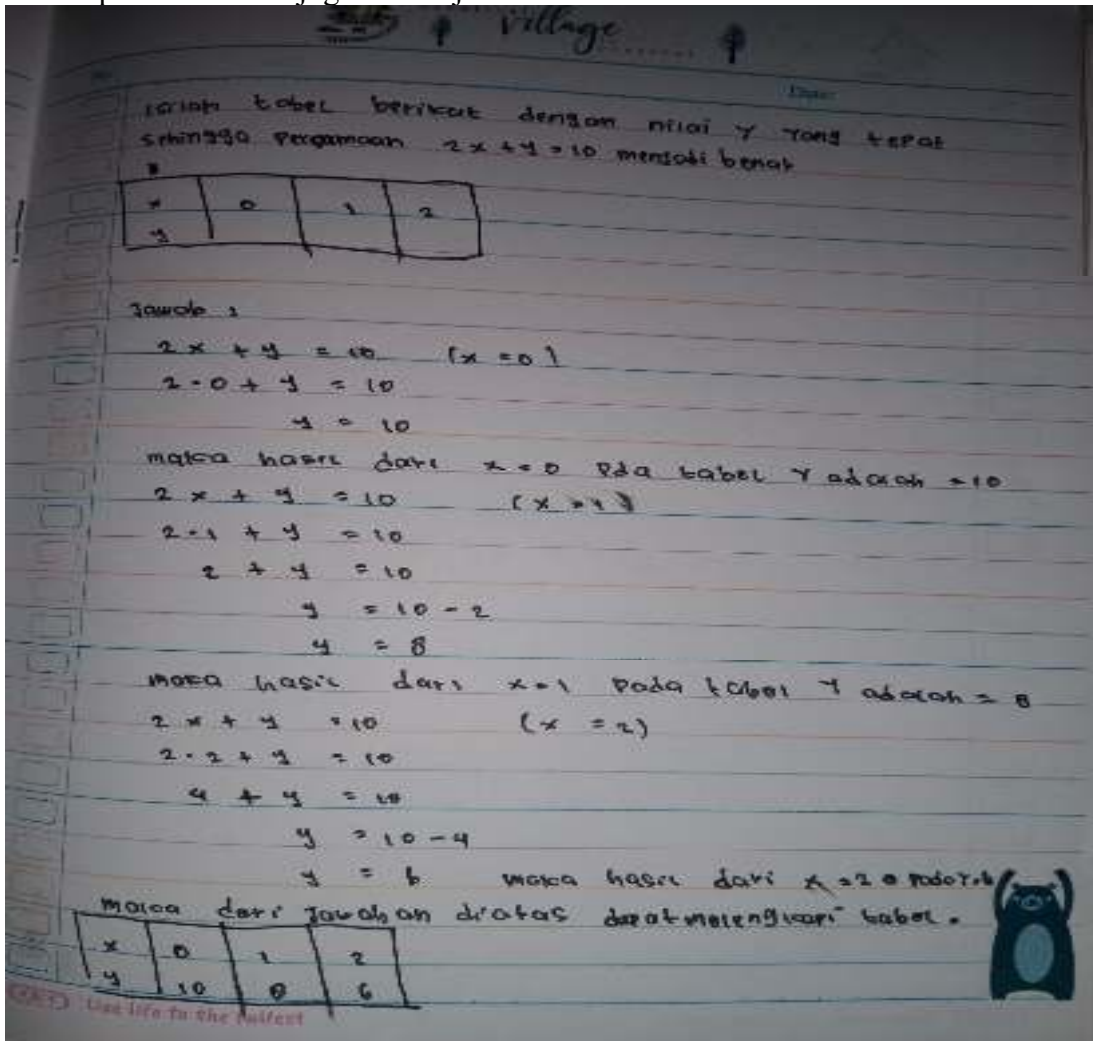 village
Date:
isilah tabel berikut dengan nilai y yang tepat
sehingga persamaan 2x + y = 10 menjadi benar
x 0 1 2
y
Jawab :
2x + y = 10 (x = 0)
2 · 0 + y = 10
y = 10
maka hasil dari x = 0 pda tabel y adalah = 10
2x + y = 10 (x = 1)
2 · 1 + y = 10
2 + y = 10
y = 10 - 2
y = 8
maka hasil dari x = 1 pada tabel y adalah = 8
2x + y = 10 (x = 2)
2 · 2 + y = 10
4 + y = 10
y = 10 - 4
y = 6 maka hasil dari x = 2 pada y . 6
maka dari jawaban diatas dapat melengkapi tabel .
x 0 1 2
y 10 8 6
Live life to the fullest